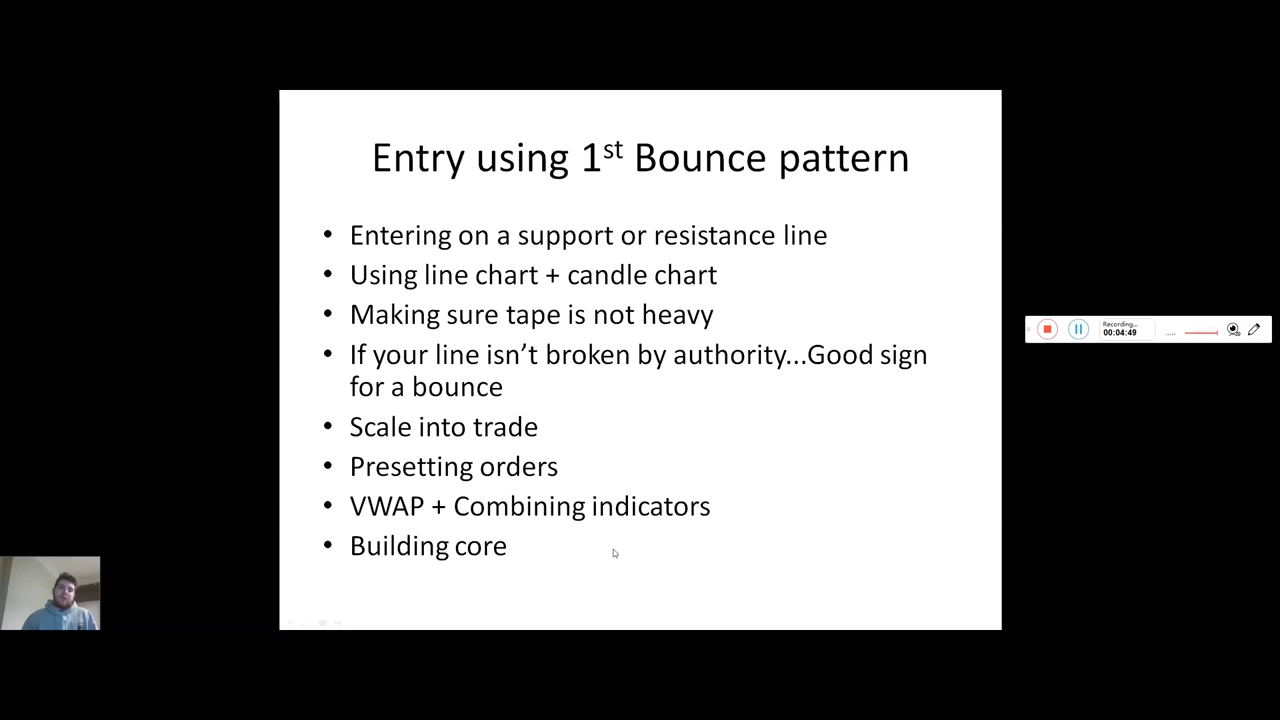 Entry using 1st Bounce pattern
• Entering on a support or resistance line
• Using line chart + candle chart
• Making sure tape is not heavy
• If your line isn’t broken by authority...Good sign
for a bounce
• Scale into trade
• Presetting orders
• VWAP + Combining indicators
• Building core
Recording...
00:04:49